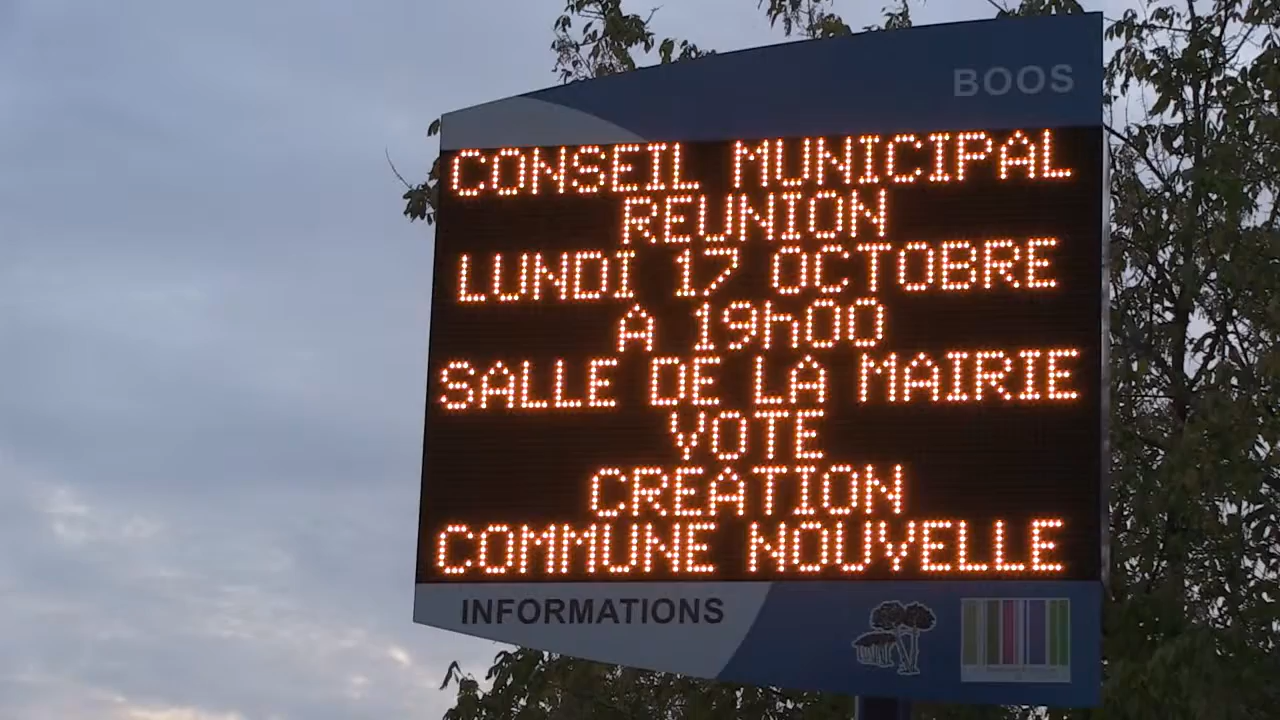 BOOS
CONSEIL MUNICIPAL
REUNION
LUNDI 17 OCTOBRE
A 19h00
SALLE DE LA MAIRIE
VOTE
CREATION
COMMUNE NOUVELLE
INFORMATIONS